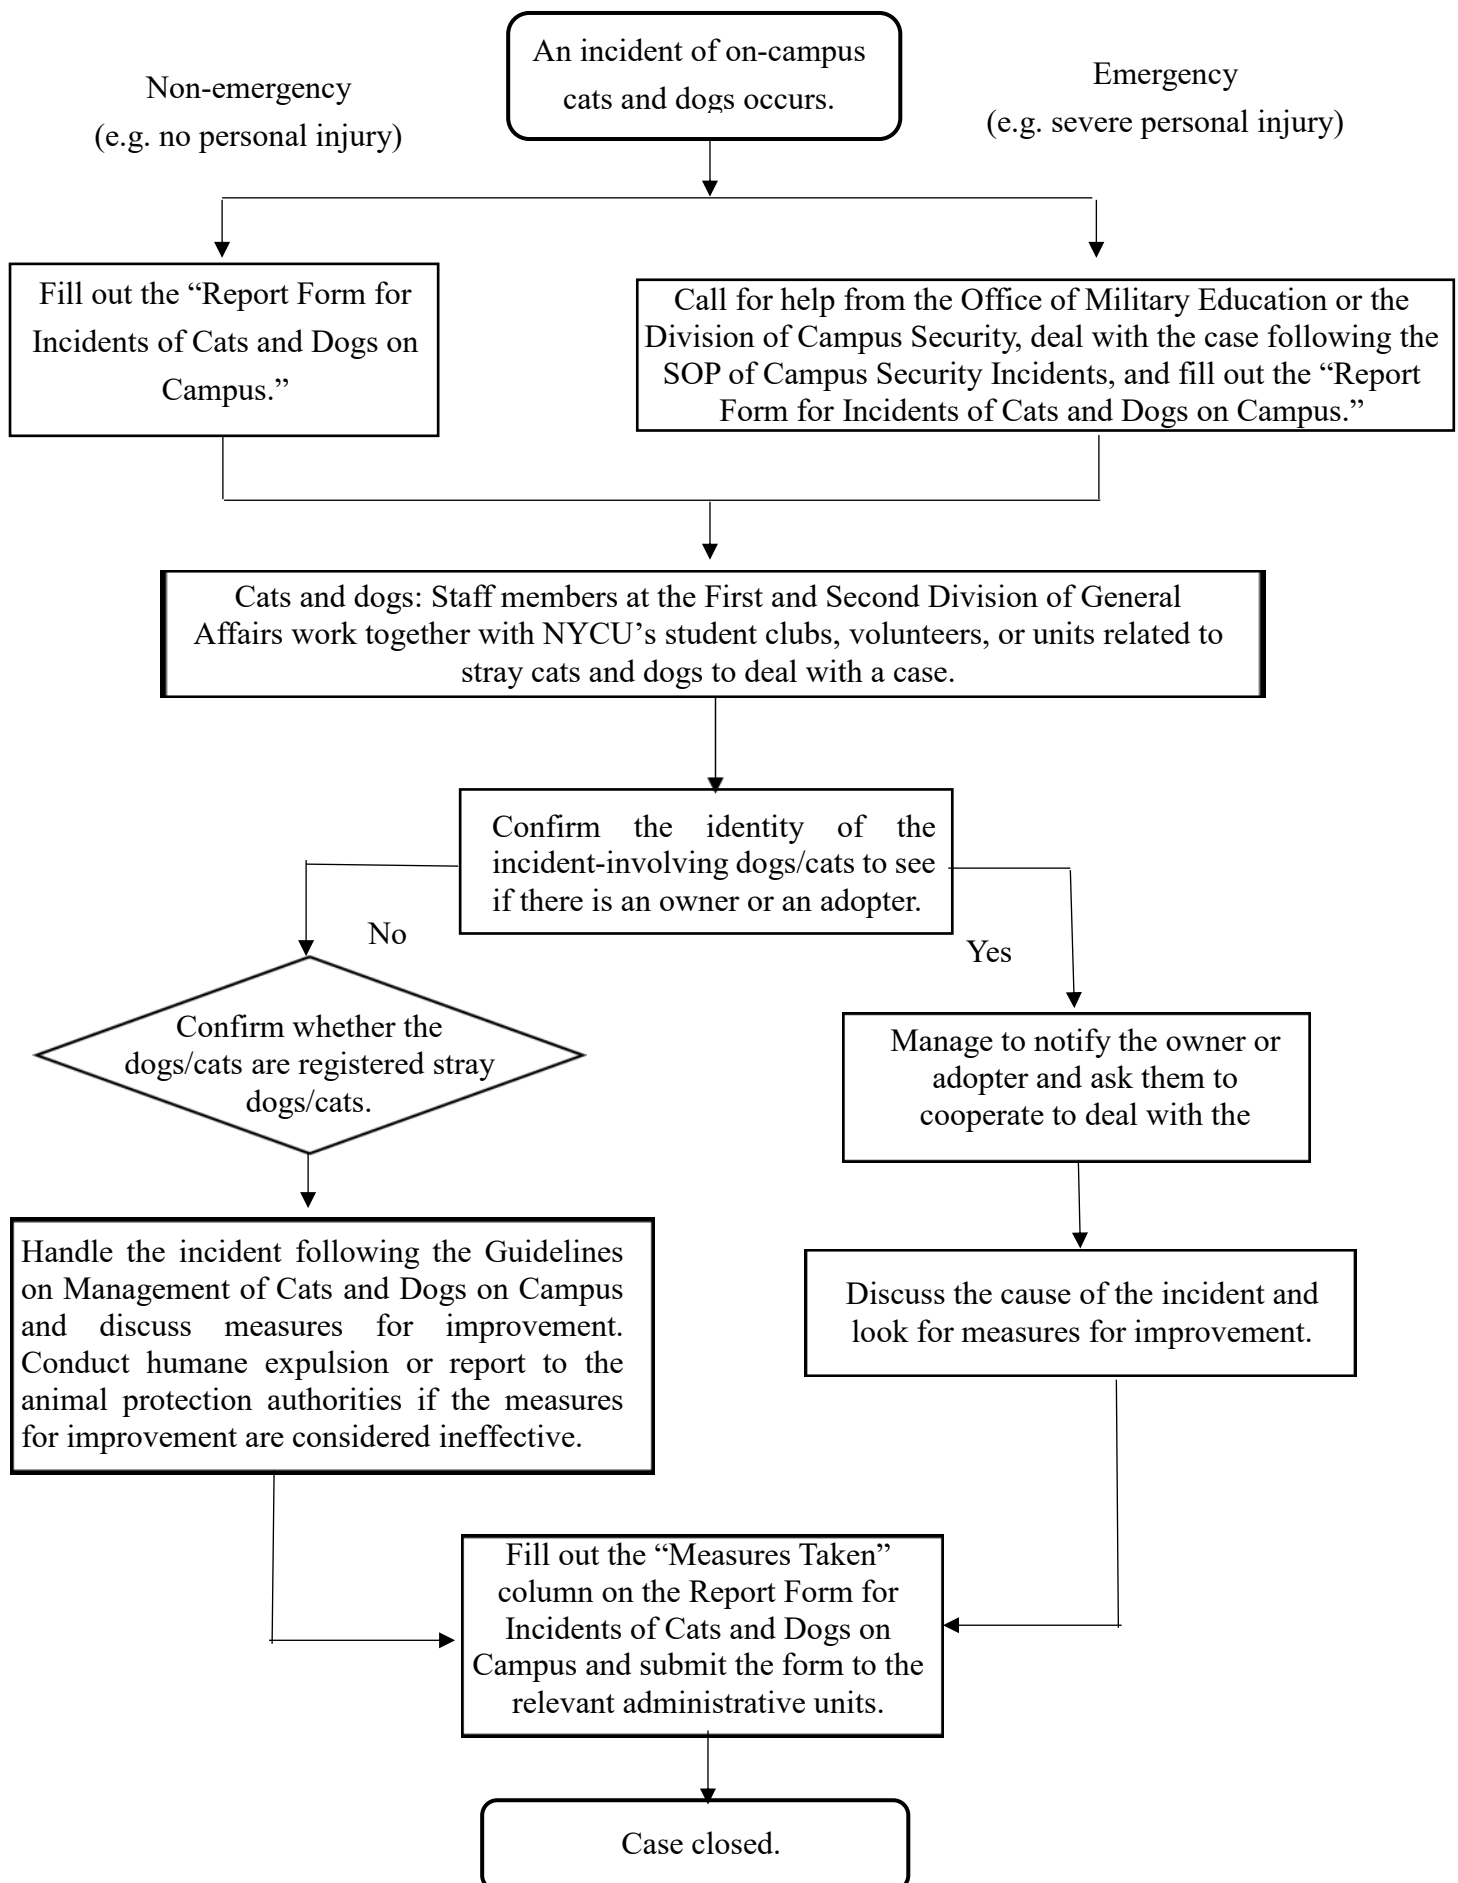 An incident of on-campus
cats and dogs occurs.
Non-emergency
(e.g. no personal injury)
Emergency
(e.g. severe personal injury)
Fill out the “Report Form for
Incidents of Cats and Dogs on
Campus.”
Call for help from the Office of Military Education or the
Division of Campus Security, deal with the case following the
SOP of Campus Security Incidents, and fill out the “Report
Form for Incidents of Cats and Dogs on Campus.”
Cats and dogs: Staff members at the First and Second Division of General
Affairs work together with NYCU’s student clubs, volunteers, or units related to
stray cats and dogs to deal with a case.
Confirm the identity of the
incident-involving dogs/cats to see
if there is an owner or an adopter.
No
Yes
Confirm whether the
dogs/cats are registered stray
dogs/cats.
Manage to notify the owner or
adopter and ask them to
cooperate to deal with the
Handle the incident following the Guidelines
on Management of Cats and Dogs on Campus
and discuss measures for improvement.
Conduct humane expulsion or report to the
animal protection authorities if the measures
for improvement are considered ineffective.
Discuss the cause of the incident and
look for measures for improvement.
Fill out the “Measures Taken”
column on the Report Form for
Incidents of Cats and Dogs on
Campus and submit the form to the
relevant administrative units.
Case closed.